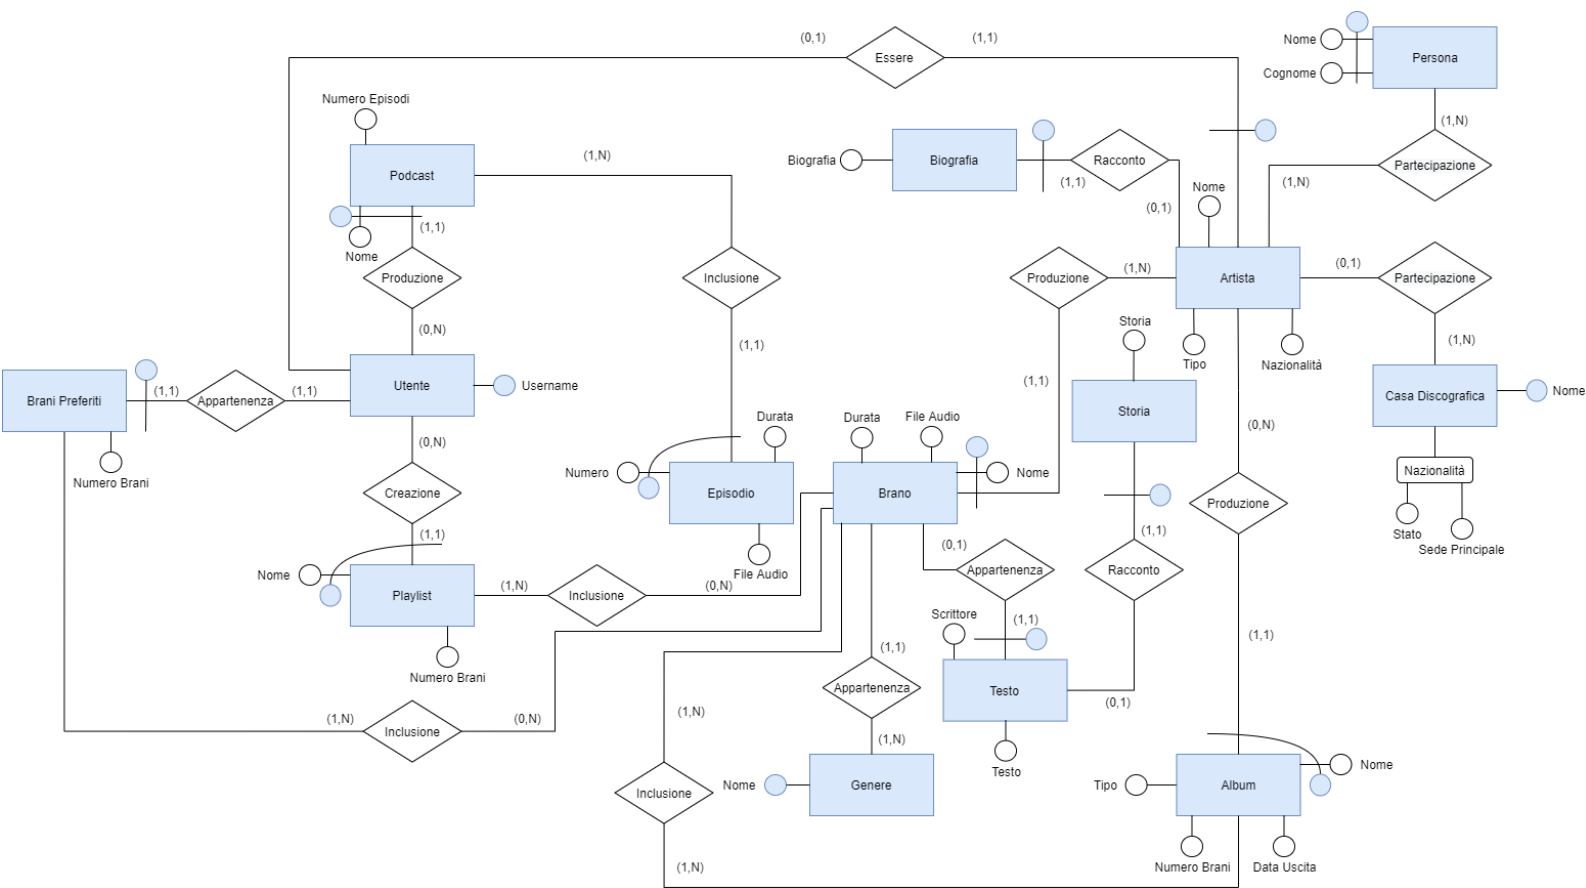 (0,1)
Essere
(1,1)
Nome
Cognome
Persona
Numero Episodi
(1,N)
Podcast
(1,N)
Biografia
Biografia
(1,1)
Racconto
(0,1)
Partecipazione
(1,N)
Nome
(1,1)
Nome
Produzione
Inclusione
Produzione
(1,N)
Artista
(0,1)
Partecipazione
(0,N)
(1,1)
Storia
Tipo
Nazionalità
(1,N)
Brani Preferiti
(1,1)
Appartenenza
(1,1)
Utente
Username
(1,1)
Storia
Casa Discografica
Nome
(0,N)
Durata
Durata
File Audio
(0,N)
Numero Brani
Numero
Episodio
Brano
Nome
Nazionalità
Creazione
Produzione
(1,1)
(0,1)
(1,1)
Stato
Sede Principale
Nome
Playlist
(1,N)
Inclusione
(0,N)
File Audio
Appartenenza
Racconto
Numero Brani
Scrittore
(1,1)
(1,1)
(1,1)
Appartenenza
Testo
(0,1)
(1,N)
Inclusione
(0,N)
(1,N)
(1,N)
Testo
Inclusione
Nome
Genere
Tipo
Album
Nome
(1,N)
Numero Brani
Data Uscita